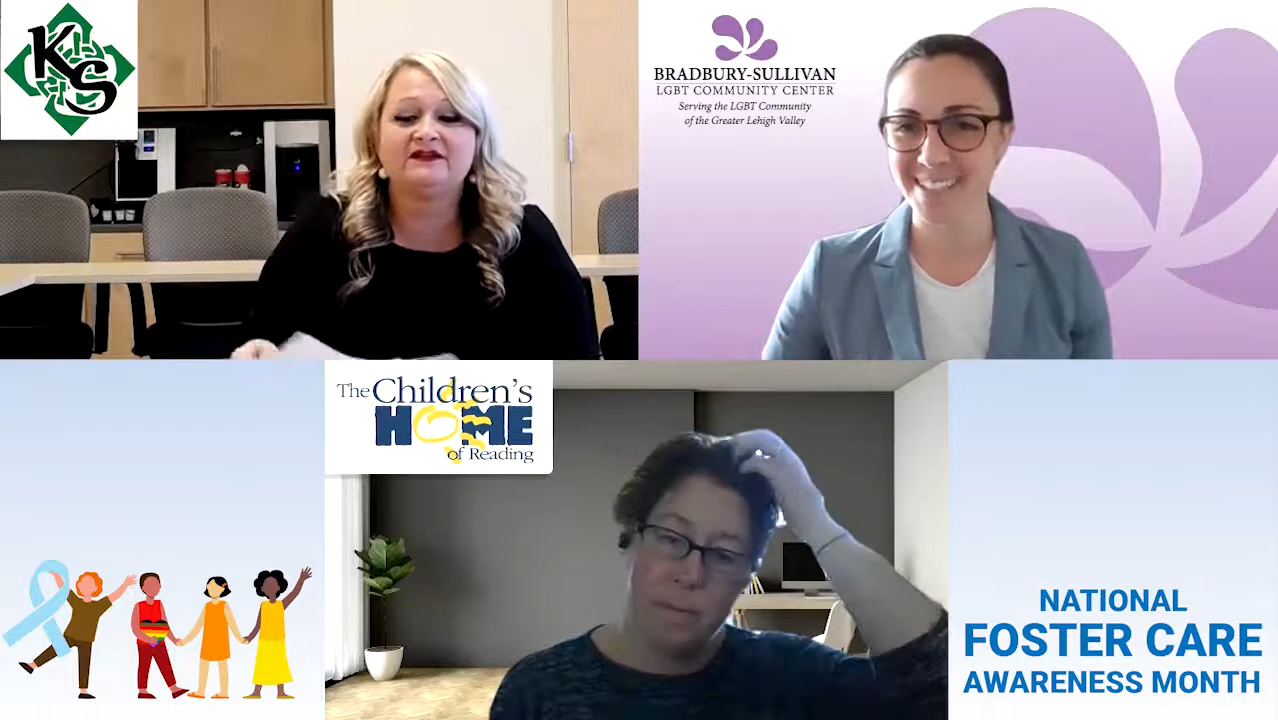 KS
BRADBURY-SULLIVAN
LGBT COMMUNITY CENTER
Serving the LGBT Community
of the Greater Lehigh Valley
The Children's
HOME
of Reading
NATIONAL
FOSTER CARE
AWARENESS MONTH